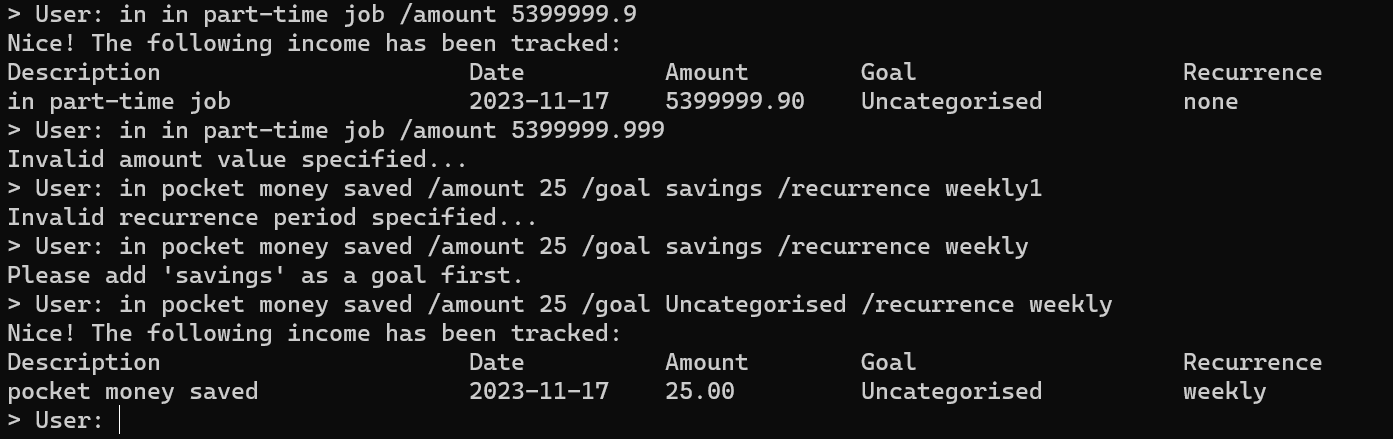 > User: in in part-time job /amount 5399999.9
Nice! The following income has been tracked:
Description Date Amount Goal Recurrence
in part-time job 2023-11-17 5399999.90 Uncategorised none
> User: in in part-time job /amount 5399999.999
Invalid amount value specified...
> User: in pocket money saved /amount 25 /goal savings /recurrence weekly1
Invalid recurrence period specified...
> User: in pocket money saved /amount 25 /goal savings /recurrence weekly
Please add 'savings' as a goal first.
> User: in pocket money saved /amount 25 /goal Uncategorised /recurrence weekly
Nice! The following income has been tracked:
Description Date Amount Goal Recurrence
pocket money saved 2023-11-17 25.00 Uncategorised weekly
> User: